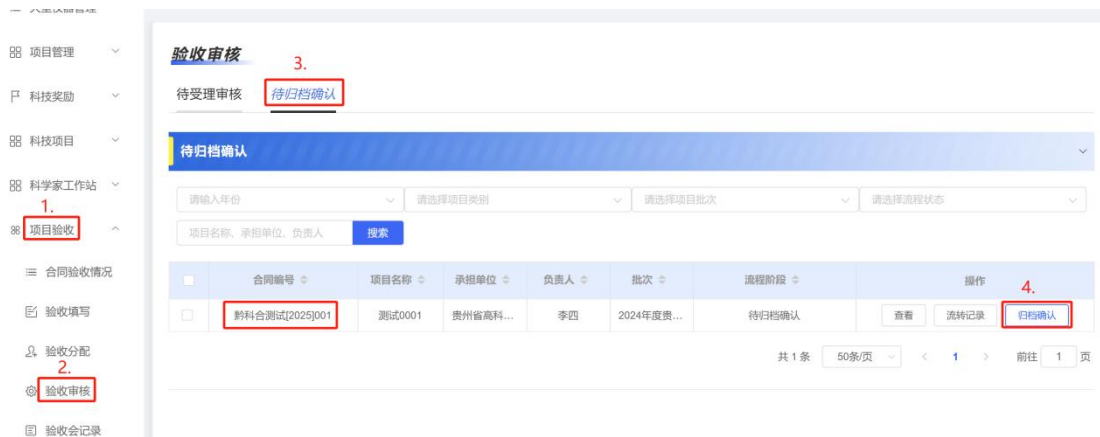 项目管理
科技奖励
科技项目
科学家工作站
1.
项目验收
合同验收情况
验收填写
验收分配
2.
验收审核
验收会记录
验收审核
3.
待受理审核 待归档确认
待归档确认
请输入年份 请选择项目类别 请选择项目批次 请选择流程状态
项目名称、承担单位、负责人 搜索
合同编号 项目名称 承担单位 负责人 批次 流程阶段 操作
4.
黔科合测试[2025]001 测试0001 贵州省高科... 李四 2024年度贵... 待归档确认 查看 流转记录 归档确认
共 1 条 50条/页 1 前往 1 页